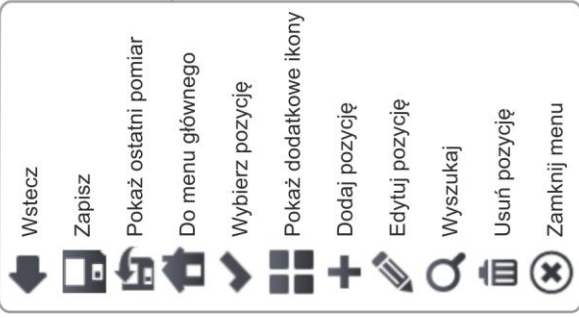 Wstecz
Zapisz
Pokaż ostatni pomiar
Do menu głównego
Wybierz pozycję
Pokaż dodatkowe ikony
Dodaj pozycję
Edytuj pozycję
Wyszukaj
Usuń pozycję
Zamknij menu